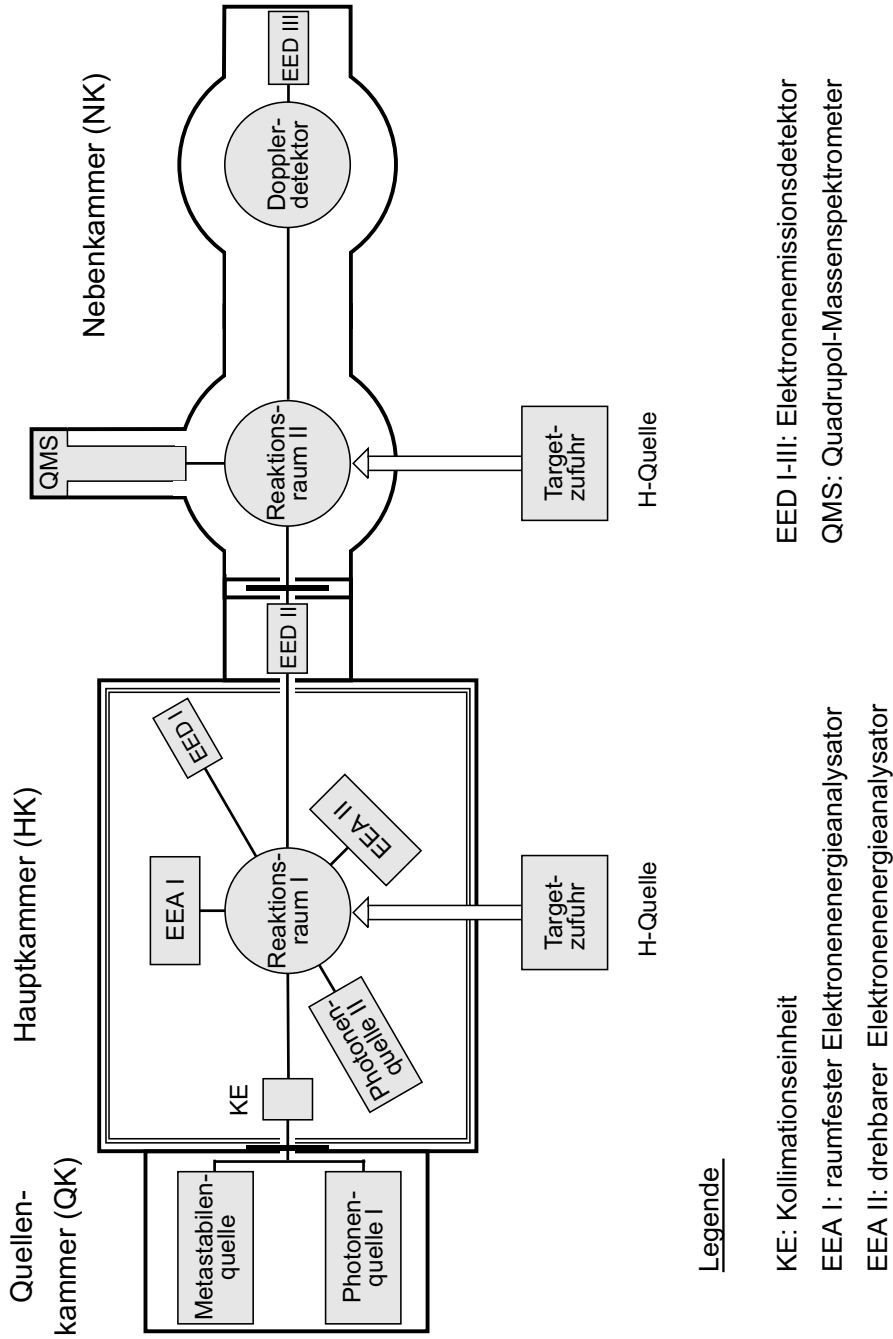 Quellen-
kammer (QK)
Hauptkammer (HK)
Nebenkammer (NK)
Metastabilen-
quelle
Photonen-
quelle I
KE
EEA I
EED I
Reaktions-
raum I
Photonen-
quelle II
EEA II
EED II
QMS
Reaktions-
raum II
Doppler-
detektor
EED III
Target-
zufuhr
H-Quelle
Target-
zufuhr
H-Quelle
Legende
KE: Kollimationseinheit
EEA I: raumfester Elektronenenergieanalysator
EEA II: drehbarer Elektronenenergieanalysator
EED I-III: Elektronenemissionsdetektor
QMS: Quadrupol-Massenspektrometer